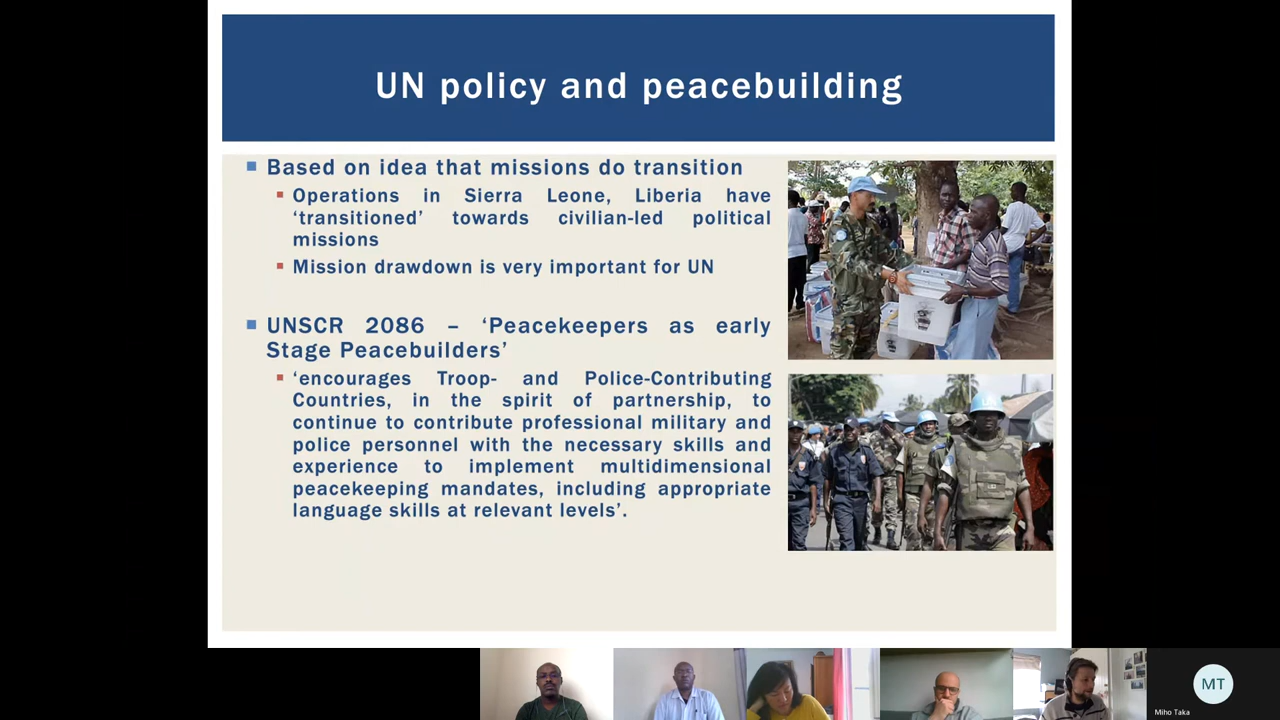 UN policy and peacebuilding
Based on idea that missions do transition
Operations in Sierra Leone, Liberia have
‘transitioned’ towards civilian-led political
missions
Mission drawdown is very important for UN
UNSCR 2086 – ‘Peacekeepers as early
Stage Peacebuilders’
‘encourages Troop- and Police-Contributing
Countries, in the spirit of partnership, to
continue to contribute professional military and
police personnel with the necessary skills and
experience to implement multidimensional
peacekeeping mandates, including appropriate
language skills at relevant levels’.
UN
MT
Miho Taka